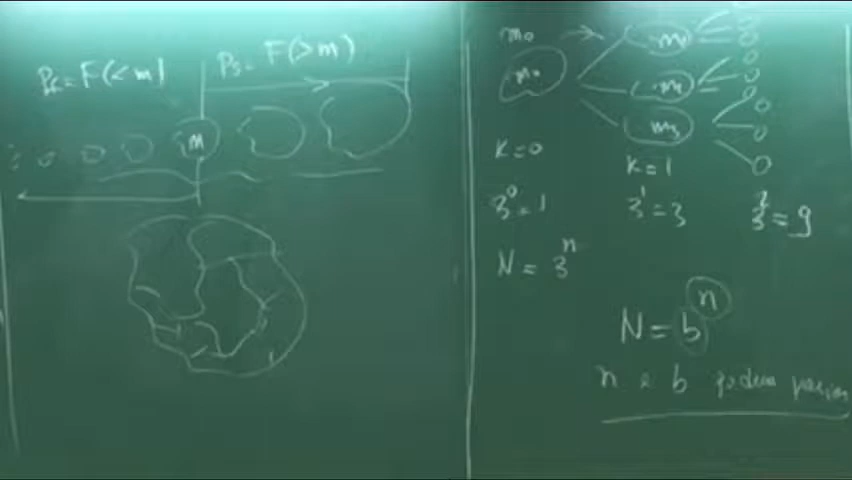 P< = F(<m)
P> = F(>m)
m
m₀
m₀
m₁
m₂
m₃
K=0
K=1
3⁰=1
3¹=3
3²=9
N = 3ⁿ
N = bⁿ
n e b podem variar